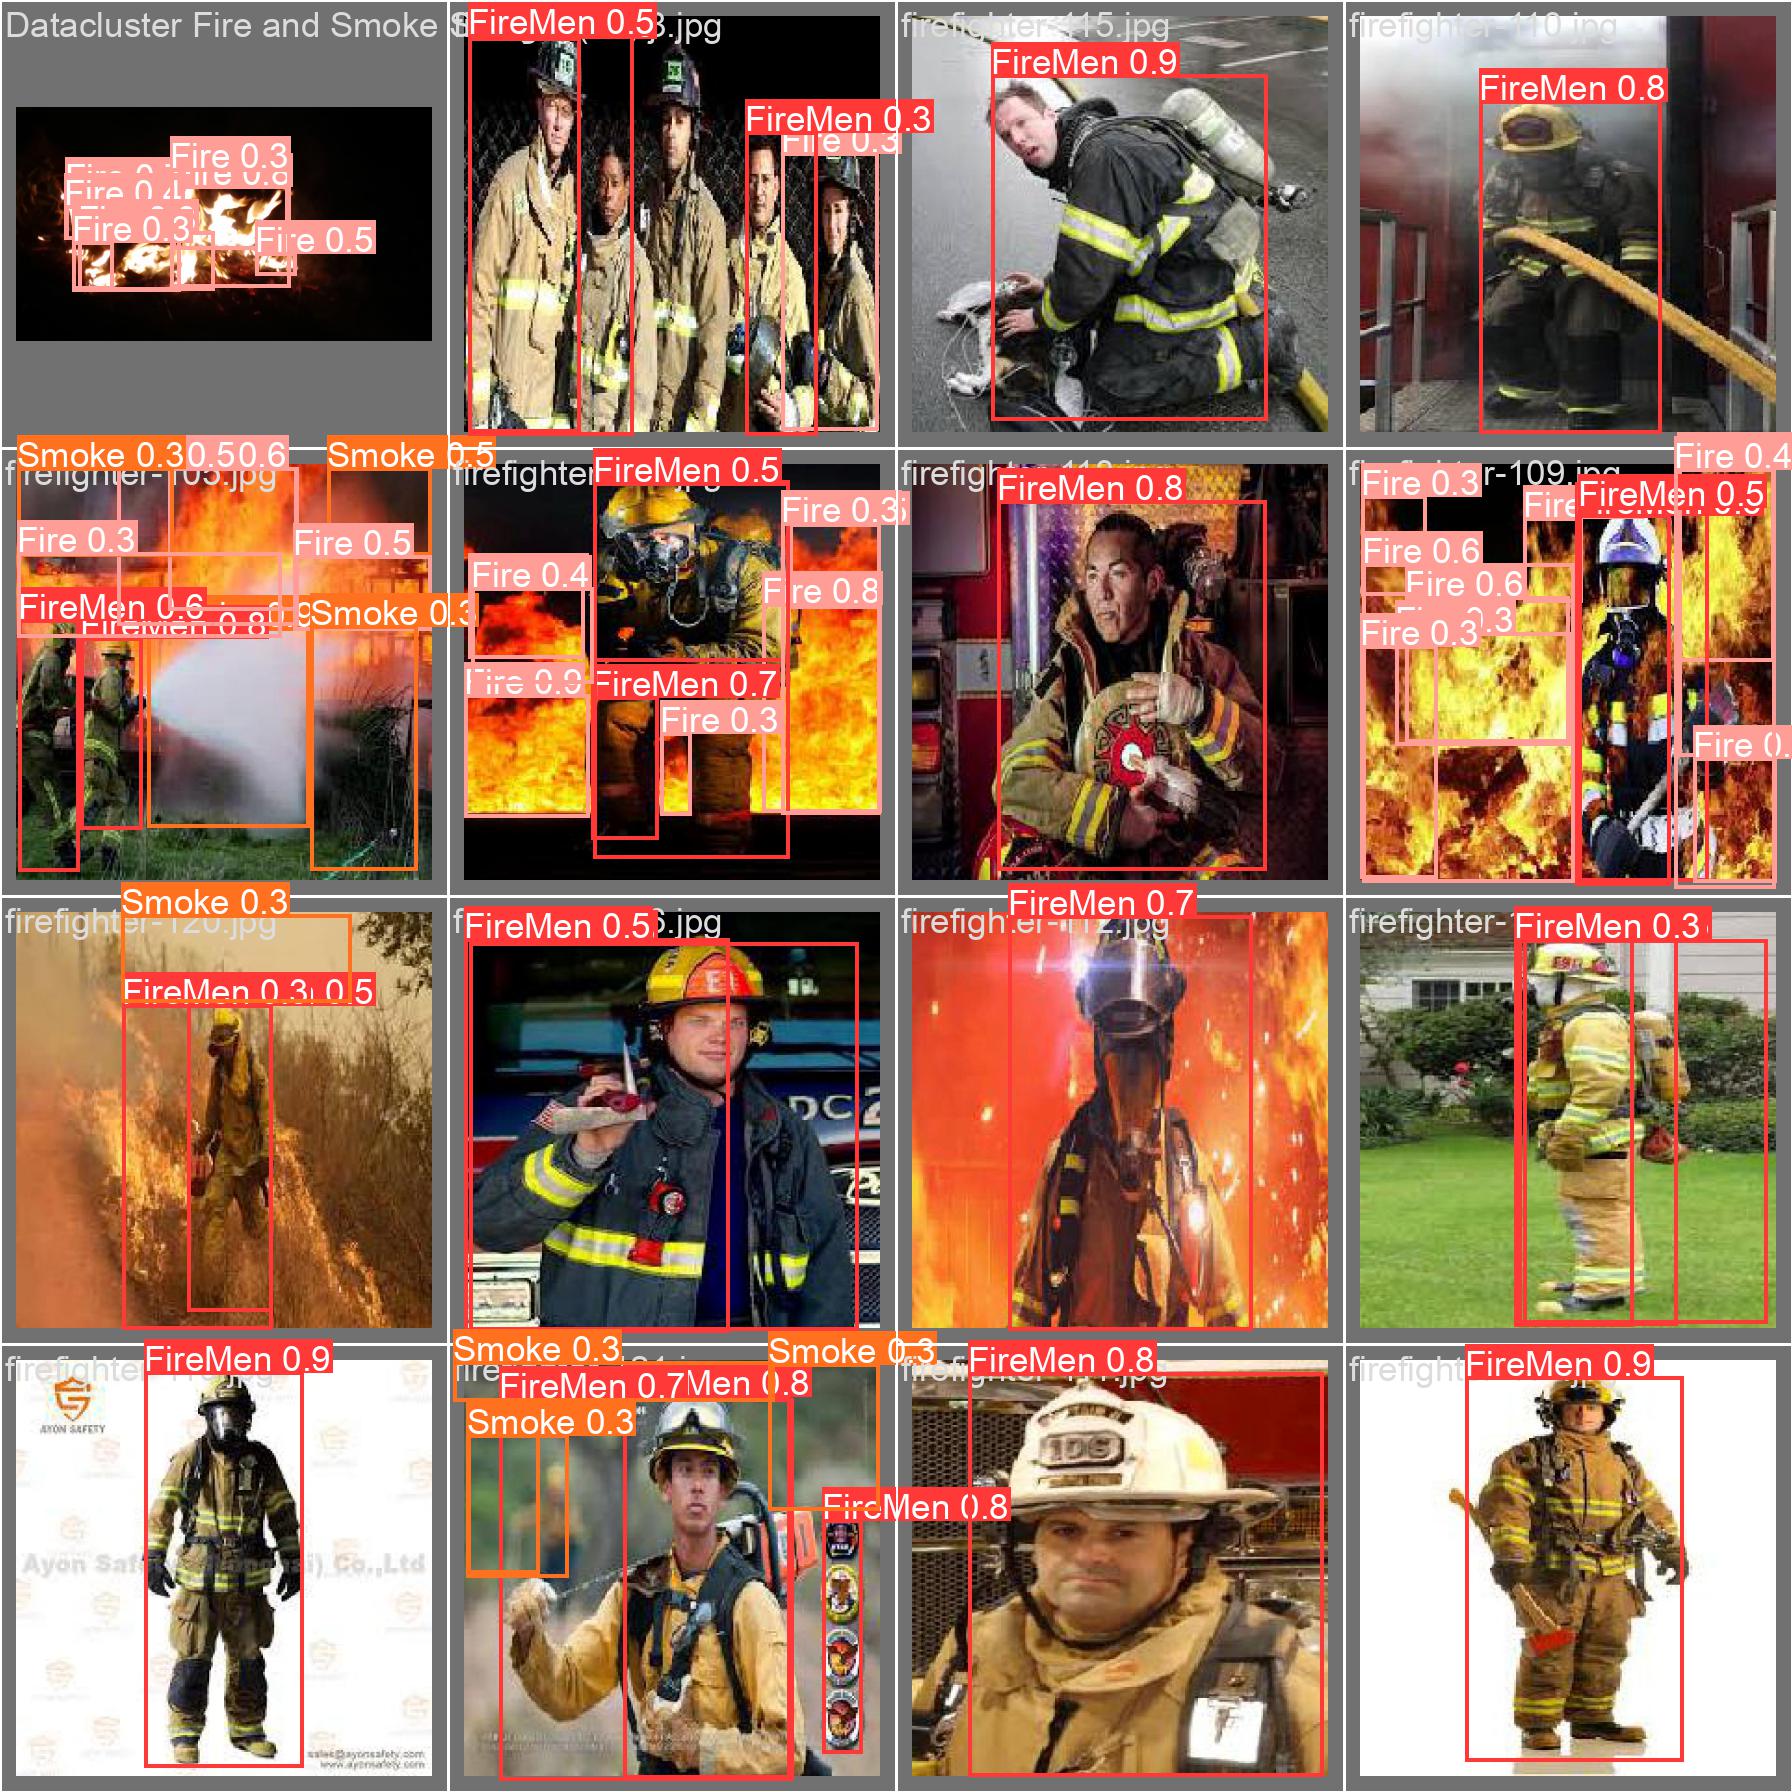 Datacluster Fire and Smoke S
FireMen 0.5
3.jpg
FireMen 0.3
Fire 0.3
firefighter-115.jpg
FireMen 0.9
firefighter-110.jpg
FireMen 0.8
Fire 0.3
Fire 0.8
Fire 0.4
Fire 0.3
Fire 0.5
Smoke 0.3
0.5
0.6
Smoke 0.5
firefighter-105.jpg
Fire 0.3
Fire 0.5
FireMen 0.6
FireMen 0.8
Smoke 0.3
firefighter
FireMen 0.5
Fire 0.3
Fire 0.4
Fire 0.8
Fire 0.9
FireMen 0.7
Fire 0.3
FireMen 0.8
Fire 0.4
-109.jpg
Fire 0.3
Fire
FireMen 0.5
Fire 0.6
Fire 0.6
0.3
Fire 0.3
Fire 0.
Smoke 0.3
firefighter-120.jpg
FireMen 0.3
0.5
FireMen 0.5
6.jpg
DC 2
FireMen 0.7
firefighter-112.jpg
firefighter-
FireMen 0.3
FireMen 0.9
firefighter
AYON SAFETY
Ayon Saf
i) Co.,Ltd
sales@ayonsafety.com
www.ayonsafety.com
Smoke 0.3
Smoke 0.3
FireMen 0.7
Men 0.8
Smoke 0.3
FireMen 0.8
FireMen 0.8
106
FireMen 0.9
firefight